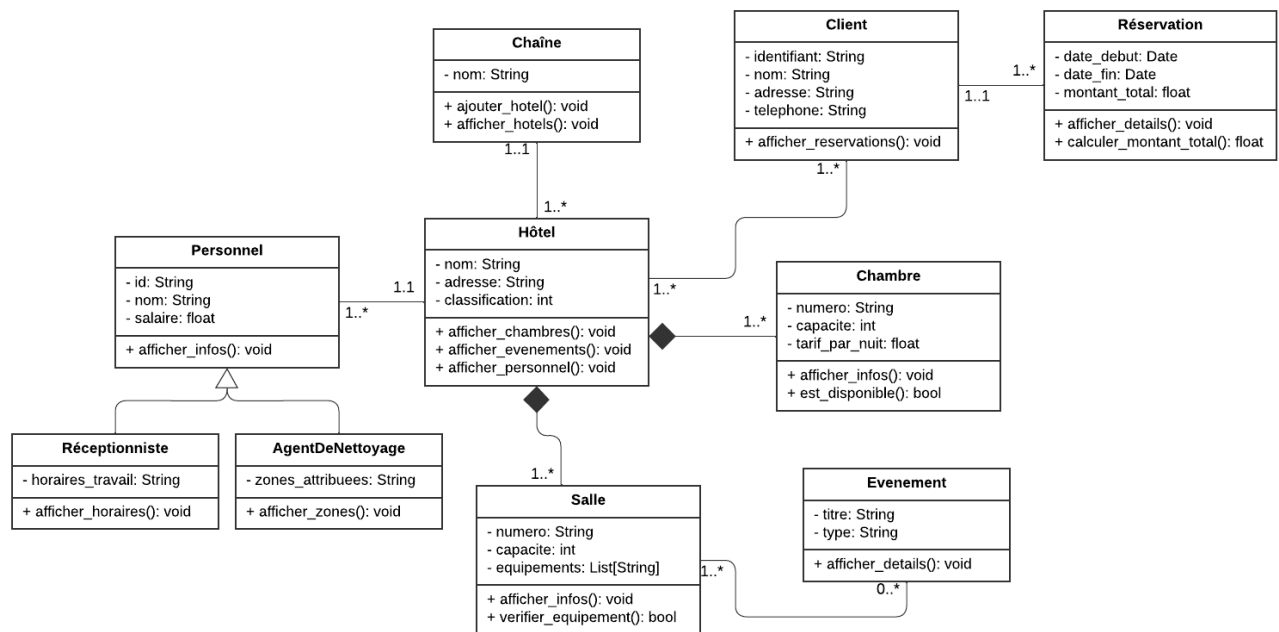 Chaîne
- nom: String
+ ajouter_hotel(): void
+ afficher_hotels(): void
1..1
1..*
Client
- identifiant: String
- nom: String
- adresse: String
- telephone: String
+ afficher_reservations(): void
1..1
1..*
1..*
Réservation
- date_debut: Date
- date_fin: Date
- montant_total: float
+ afficher_details(): void
+ calculer_montant_total(): float
Personnel
- id: String
- nom: String
- salaire: float
+ afficher_infos(): void
1.1
1..*
Hôtel
- nom: String
- adresse: String
- classification: int
+ afficher_chambres(): void
+ afficher_evenements(): void
+ afficher_personnel(): void
1..*
1..*
Chambre
- numero: String
- capacite: int
- tarif_par_nuit: float
+ afficher_infos(): void
+ est_disponible(): bool
Réceptionniste
- horaires_travail: String
+ afficher_horaires(): void
AgentDeNettoyage
- zones_attribuees: String
+ afficher_zones(): void
1..*
Salle
- numero: String
- capacite: int
- equipements: List[String]
+ afficher_infos(): void
+ verifier_equipement(): bool
1..*
Evenement
- titre: String
- type: String
+ afficher_details(): void
0..*